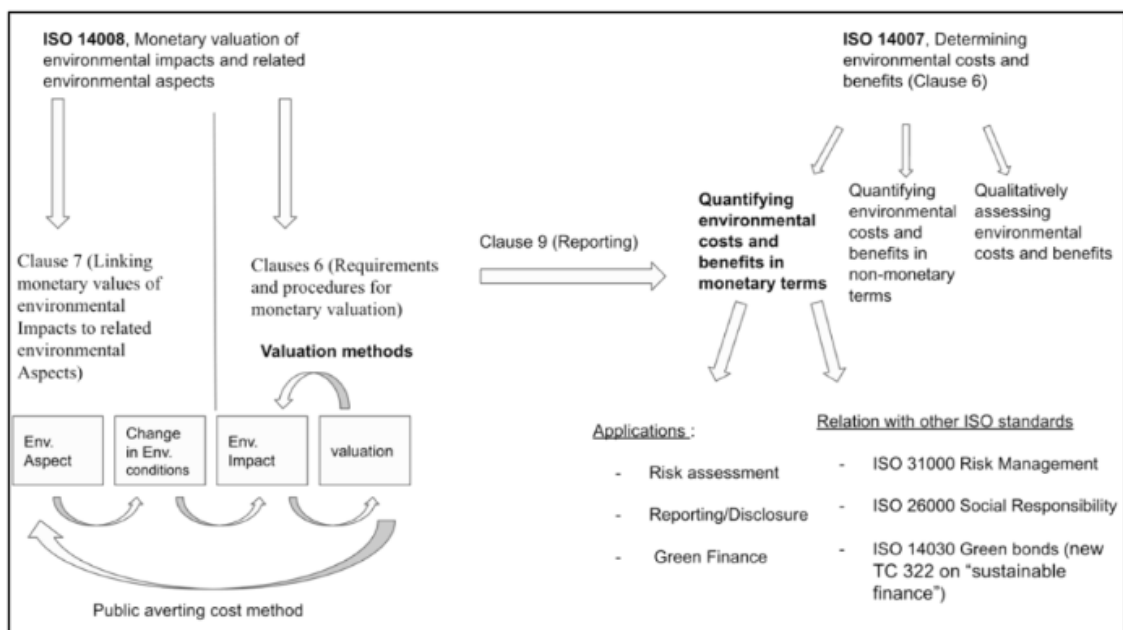 ISO 14008, Monetary valuation of
environmental impacts and related
environmental aspects
Clause 7 (Linking
monetary values of
environmental
Impacts to related
environmental
Aspects)
Clauses 6 (Requirements
and procedures for
monetary valuation)
Valuation methods
Env.
Aspect
Change
in Env.
conditions
Env.
Impact
valuation
Public averting cost method
Clause 9 (Reporting)
ISO 14007, Determining
environmental costs and
benefits (Clause 6)
Quantifying
environmental
costs and
benefits in
monetary terms
Quantifying
environmental
costs and
benefits in
non-monetary
terms
Qualitatively
assessing
environmental
costs and benefits
Applications :
- Risk assessment
- Reporting/Disclosure
- Green Finance
Relation with other ISO standards
- ISO 31000 Risk Management
- ISO 26000 Social Responsibility
- ISO 14030 Green bonds (new
TC 322 on “sustainable
finance”)